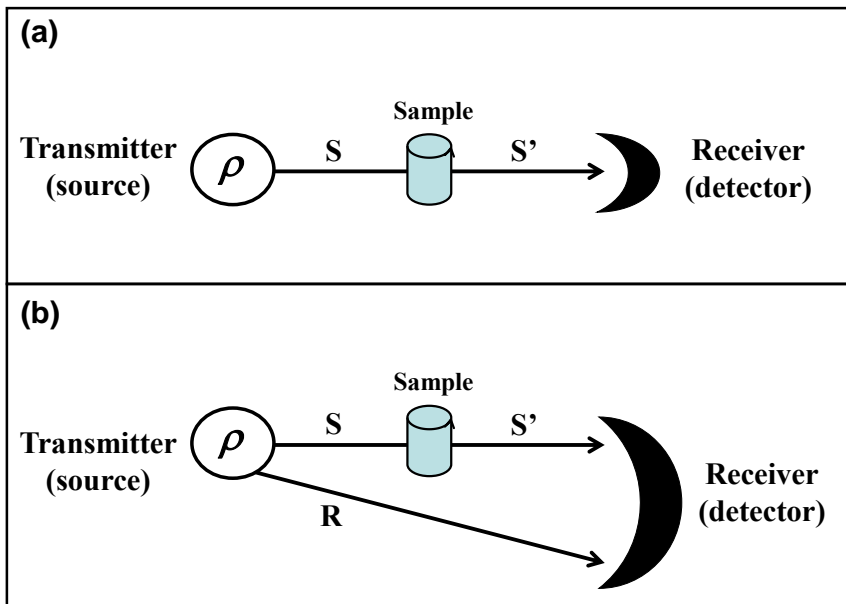 (a)
Sample
Transmitter
(source)
ρ
S
S’
Receiver
(detector)
(b)
Sample
Transmitter
(source)
ρ
S
S’
R
Receiver
(detector)